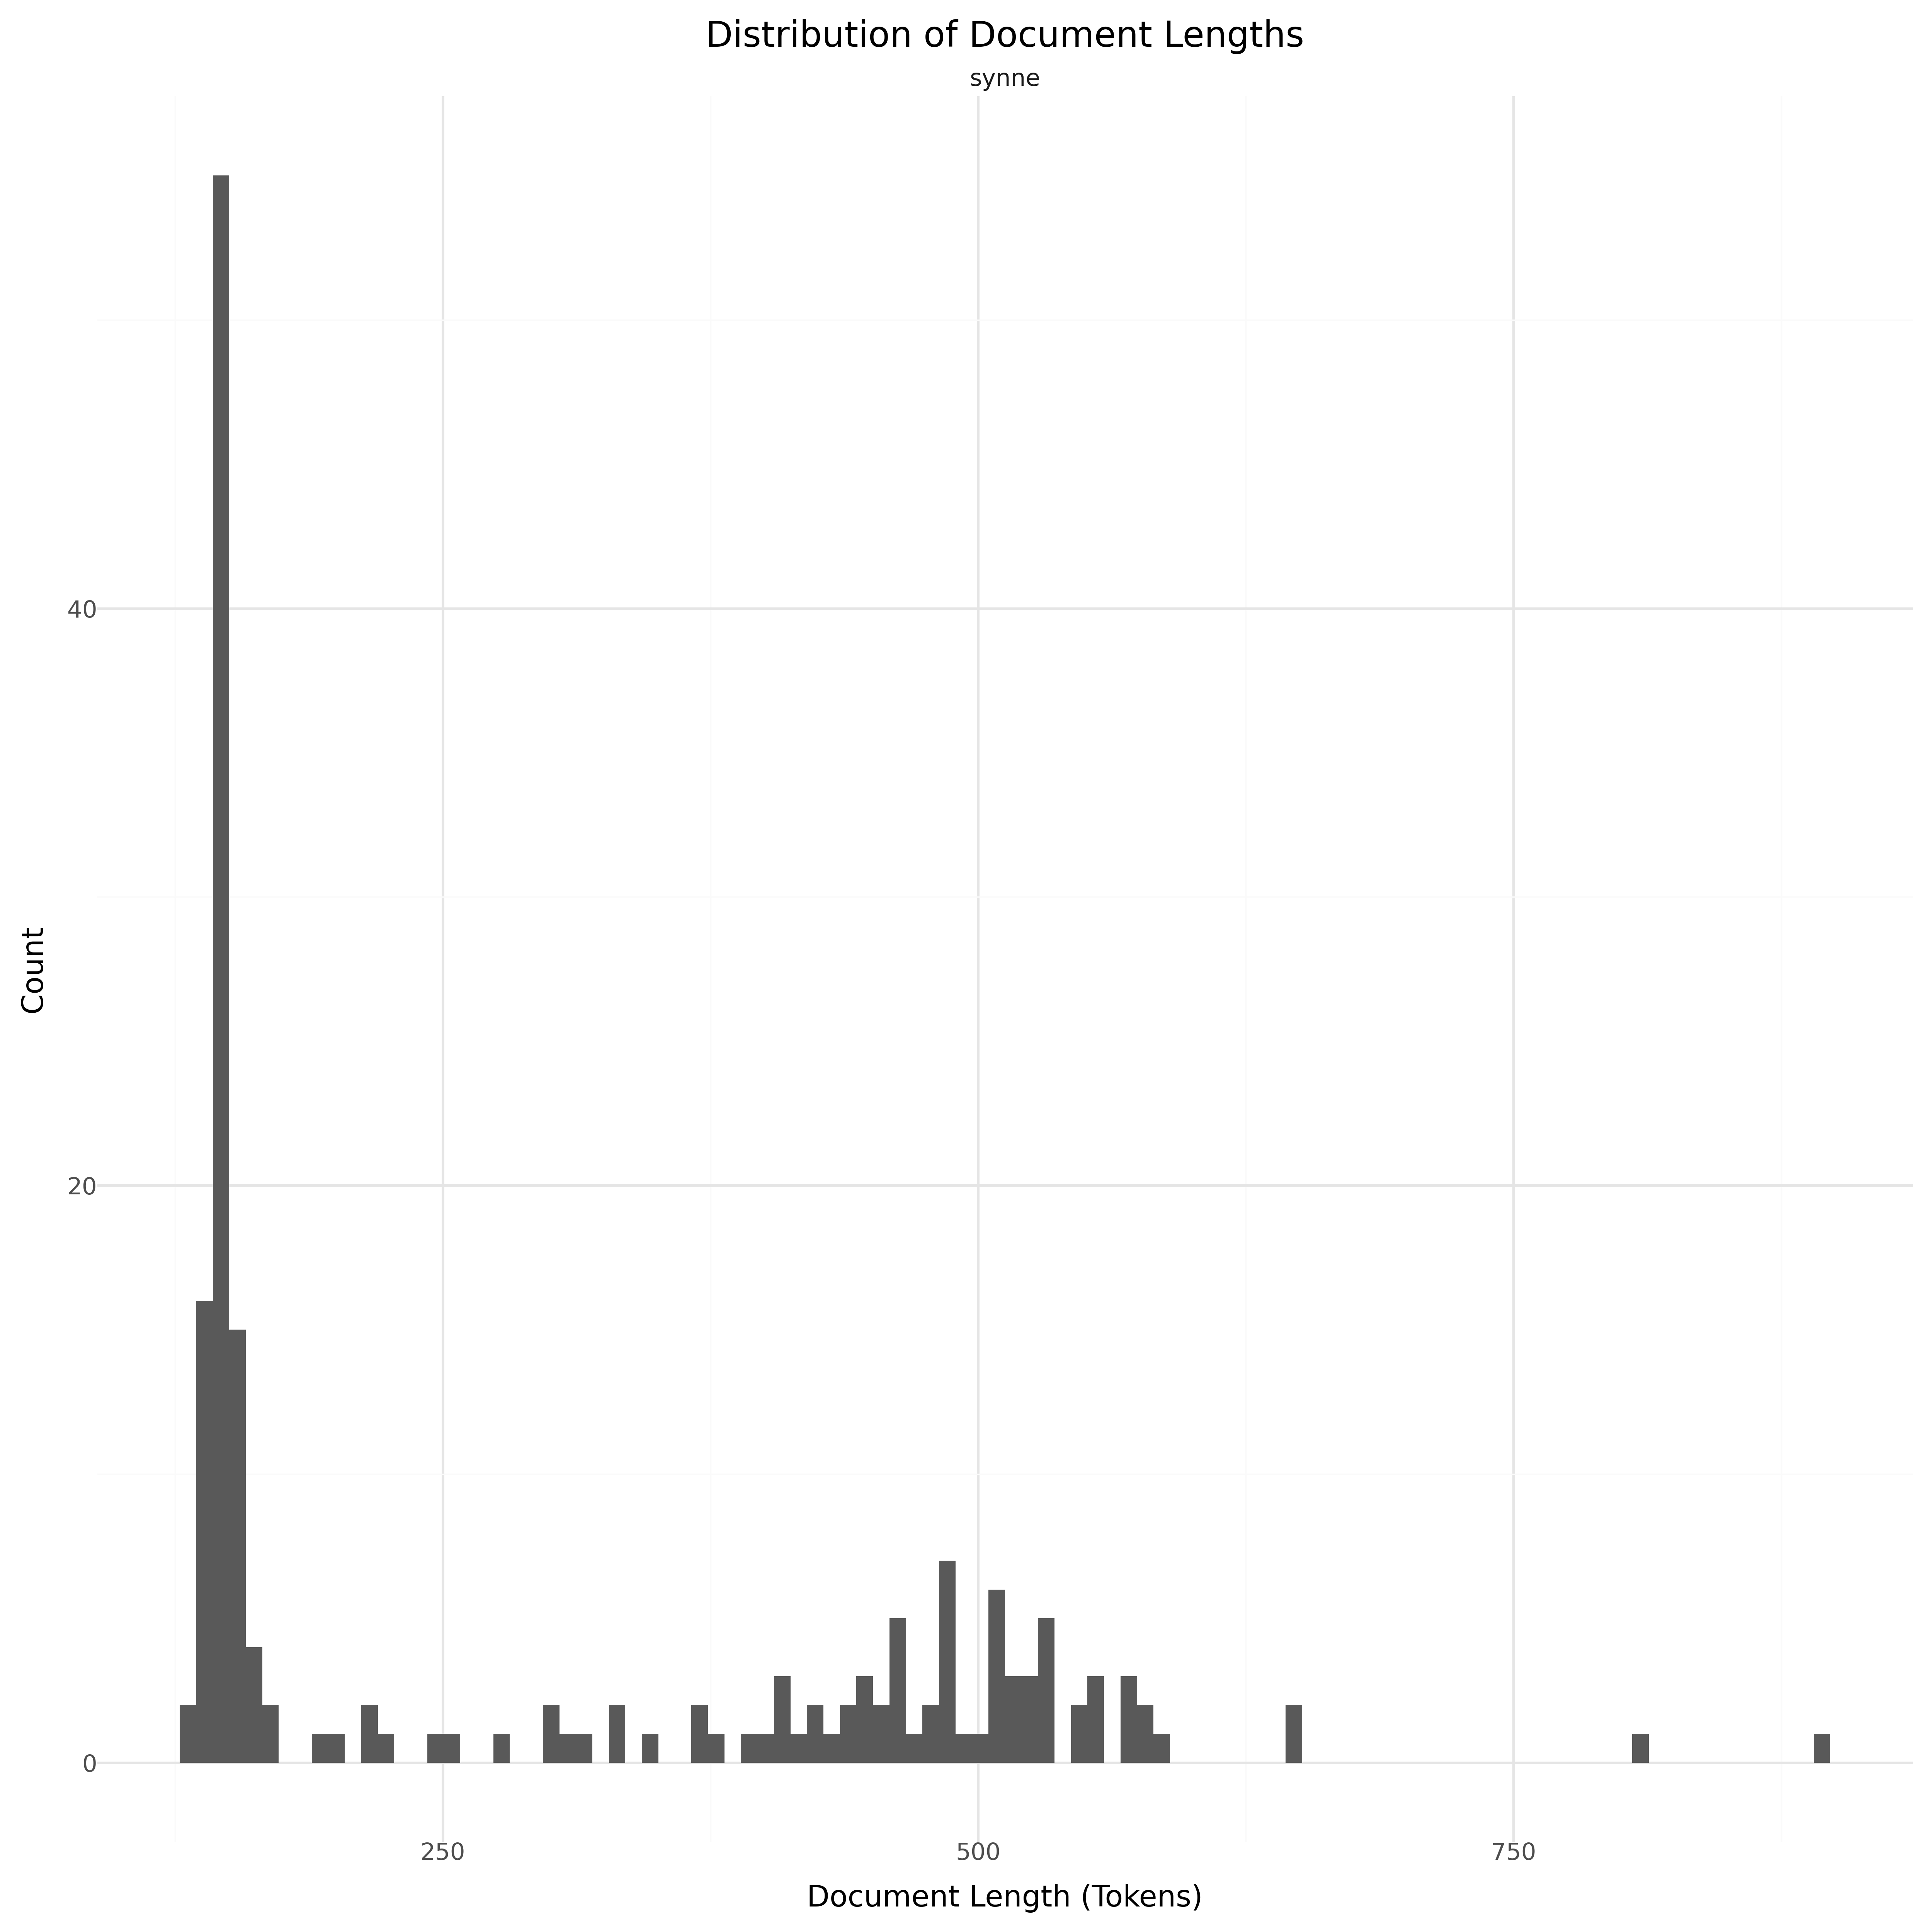 Distribution of Document Lengths
synne
40
20
0
Count
250
500
750
Document Length (Tokens)